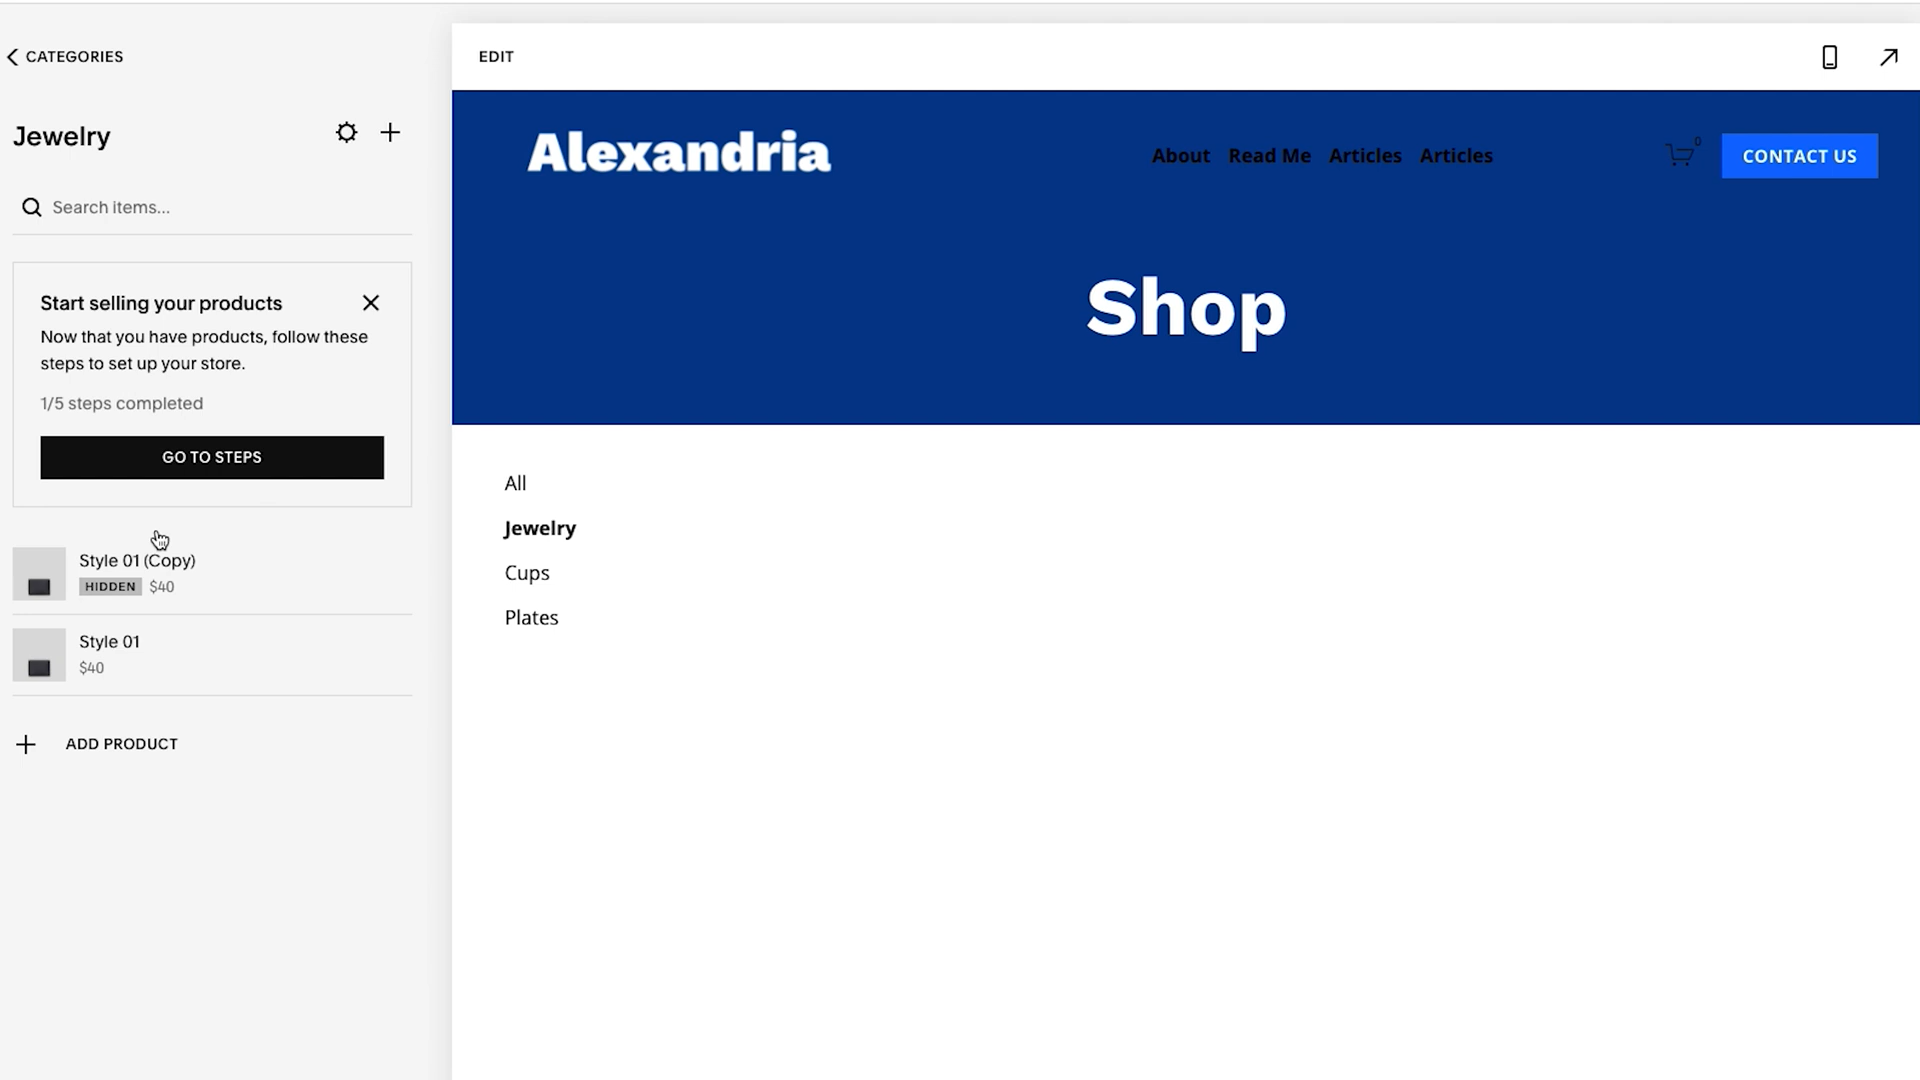 CATEGORIES
Jewelry
Search items...
Start selling your products
Now that you have products, follow these
steps to set up your store.
1/5 steps completed
GO TO STEPS
Style 01 (Copy)
HIDDEN $40
Style 01
$40
ADD PRODUCT
EDIT
Alexandria
About Read Me Articles Articles
0
CONTACT US
Shop
All
Jewelry
Cups
Plates